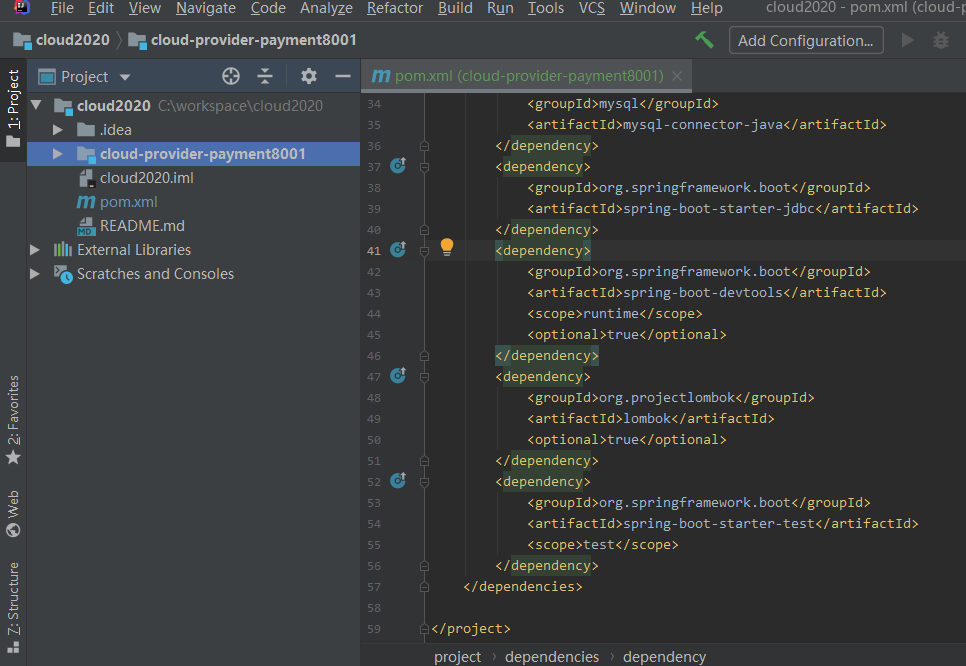 File Edit View Navigate Code Analyze Refactor Build Run Tools VCS Window Help cloud2020 - pom.xml (cloud-p
cloud2020 cloud-provider-payment8001 Add Configuration...
1: Project
Project
pom.xml (cloud-provider-payment8001)
cloud2020 C:\workspace\cloud2020
.idea
cloud-provider-payment8001
cloud2020.iml
pom.xml
README.md
External Libraries
Scratches and Consoles
2: Favorites
Web
Z: Structure
34 <groupId>mysql</groupId>
35 <artifactId>mysql-connector-java</artifactId>
36 </dependency>
37 <dependency>
38 <groupId>org.springframework.boot</groupId>
39 <artifactId>spring-boot-starter-jdbc</artifactId>
40 </dependency>
41 <dependency>
42 <groupId>org.springframework.boot</groupId>
43 <artifactId>spring-boot-devtools</artifactId>
44 <scope>runtime</scope>
45 <optional>true</optional>
46 </dependency>
47 <dependency>
48 <groupId>org.projectlombok</groupId>
49 <artifactId>lombok</artifactId>
50 <optional>true</optional>
51 </dependency>
52 <dependency>
53 <groupId>org.springframework.boot</groupId>
54 <artifactId>spring-boot-starter-test</artifactId>
55 <scope>test</scope>
56 </dependency>
57 </dependencies>
58
59 </project>
project › dependencies › dependency